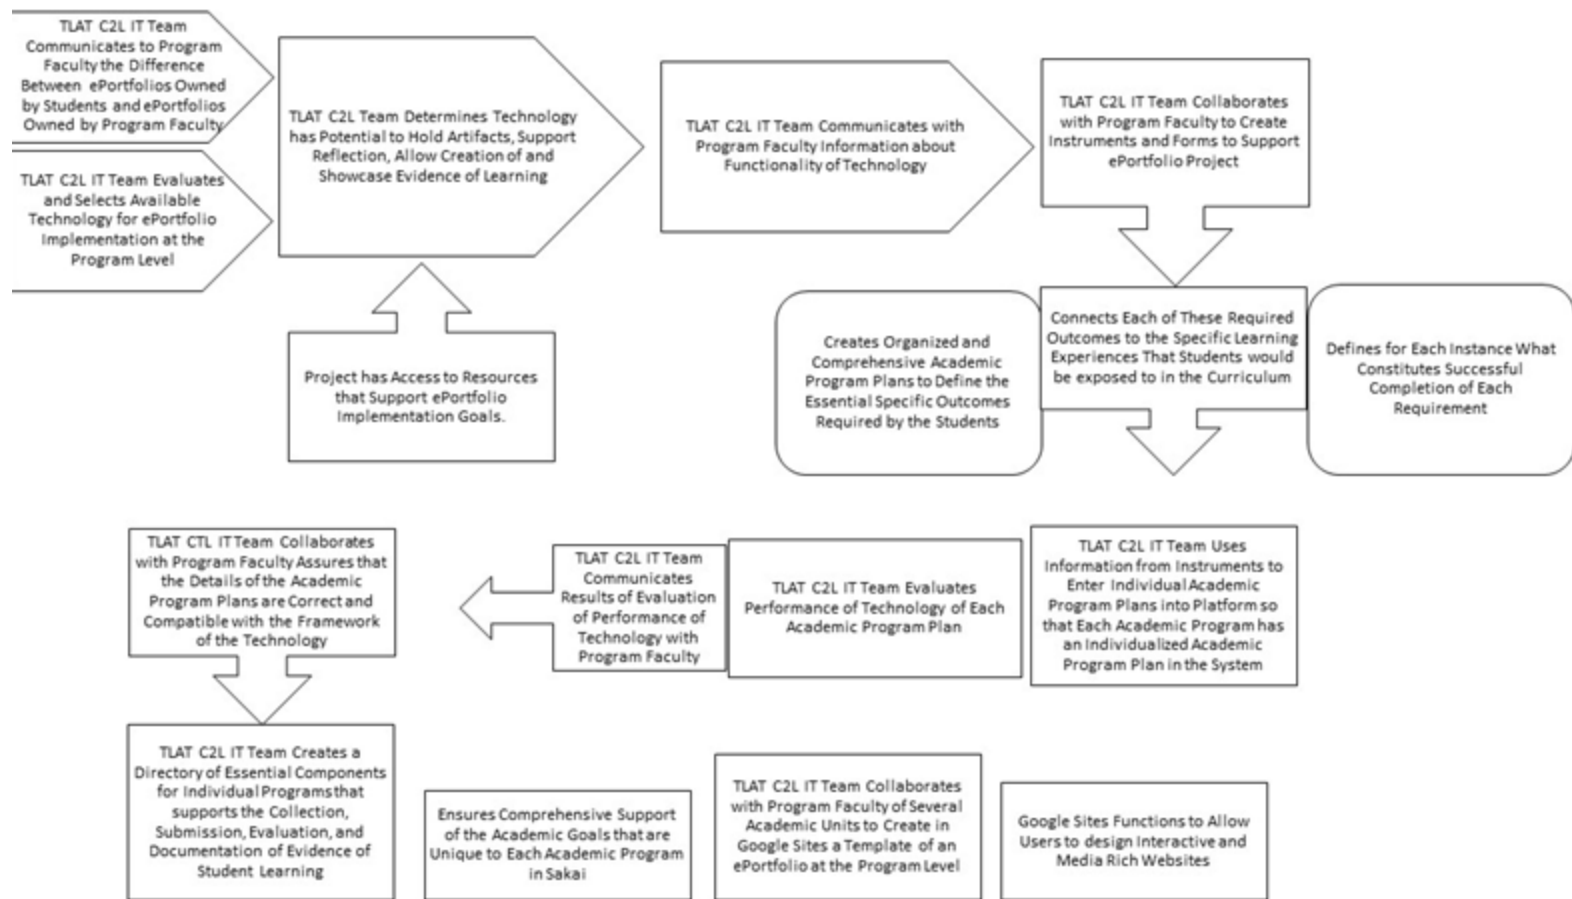 TLAT C2L IT Team
Communicates to Program
Faculty the Difference
Between ePortfolios Owned
by Students and ePortfolios
Owned by Program Faculty
TLAT C2L IT Team Evaluates
and Selects Available
Technology for ePortfolio
Implementation at the
Program Level
TLAT C2L Team Determines Technology
has Potential to Hold Artifacts, Support
Reflection, Allow Creation of and
Showcase Evidence of Learning
Project has Access to Resources
that Support ePortfolio
Implementation Goals.
TLAT C2L IT Team Communicates with
Program Faculty Information about
Functionality of Technology
TLAT C2L IT Team Collaborates
with Program Faculty to Create
Instruments and Forms to Support
ePortfolio Project
Creates Organized and
Comprehensive Academic
Program Plans to Define the
Essential Specific Outcomes
Required by the Students
Connects Each of These Required
Outcomes to the Specific Learning
Experiences That Students would
be exposed to in the Curriculum
Defines for Each Instance What
Constitutes Successful
Completion of Each
Requirement
TLAT CTL IT Team Collaborates
with Program Faculty Assures that
the Details of the Academic
Program Plans are Correct and
Compatible with the Framework
of the Technology
TLAT C2L IT Team
Communicates
Results of Evaluation
of Performance of
Technology with
Program Faculty
TLAT C2L IT Team Evaluates
Performance of Technology of Each
Academic Program Plan
TLAT C2L IT Team Uses
Information from Instruments to
Enter Individual Academic
Program Plans into Platform so
that Each Academic Program has
an Individualized Academic
Program Plan in the System
TLAT C2L IT Team Creates a
Directory of Essential Components
for Individual Programs that
supports the Collection,
Submission, Evaluation, and
Documentation of Evidence of
Student Learning
Ensures Comprehensive Support
of the Academic Goals that are
Unique to Each Academic Program
in Sakai
TLAT C2L IT Team Collaborates
with Program Faculty of Several
Academic Units to Create in
Google Sites a Template of an
ePortfolio at the Program Level
Google Sites Functions to Allow
Users to design Interactive and
Media Rich Websites